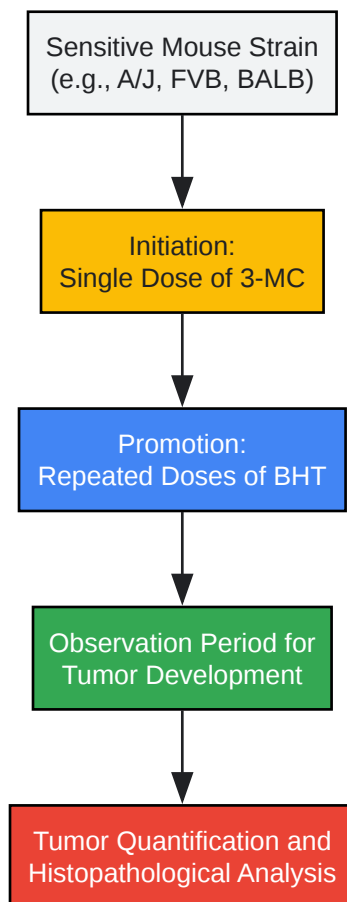 Sensitive Mouse Strain
(e.g., A/J, FVB, BALB)
Initiation:
Single Dose of 3-MC
Promotion:
Repeated Doses of BHT
Observation Period for
Tumor Development
Tumor Quantification and
Histopathological Analysis